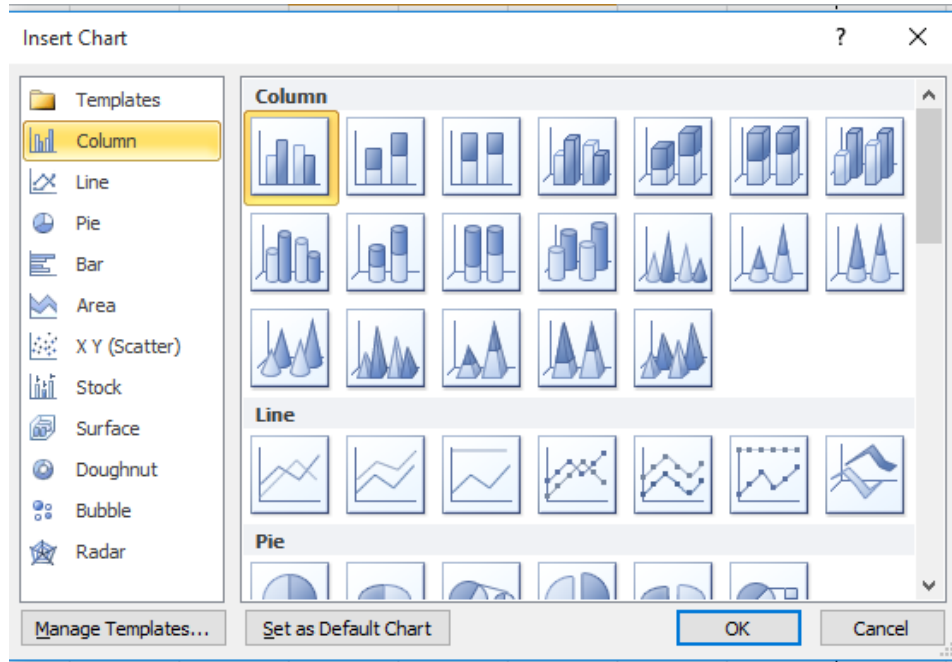 Insert Chart ?
Templates
Column
Line
Pie
Bar
Area
X Y (Scatter)
Stock
Surface
Doughnut
Bubble
Radar
Column
Line
Pie
Manage Templates...
Set as Default Chart
OK
Cancel